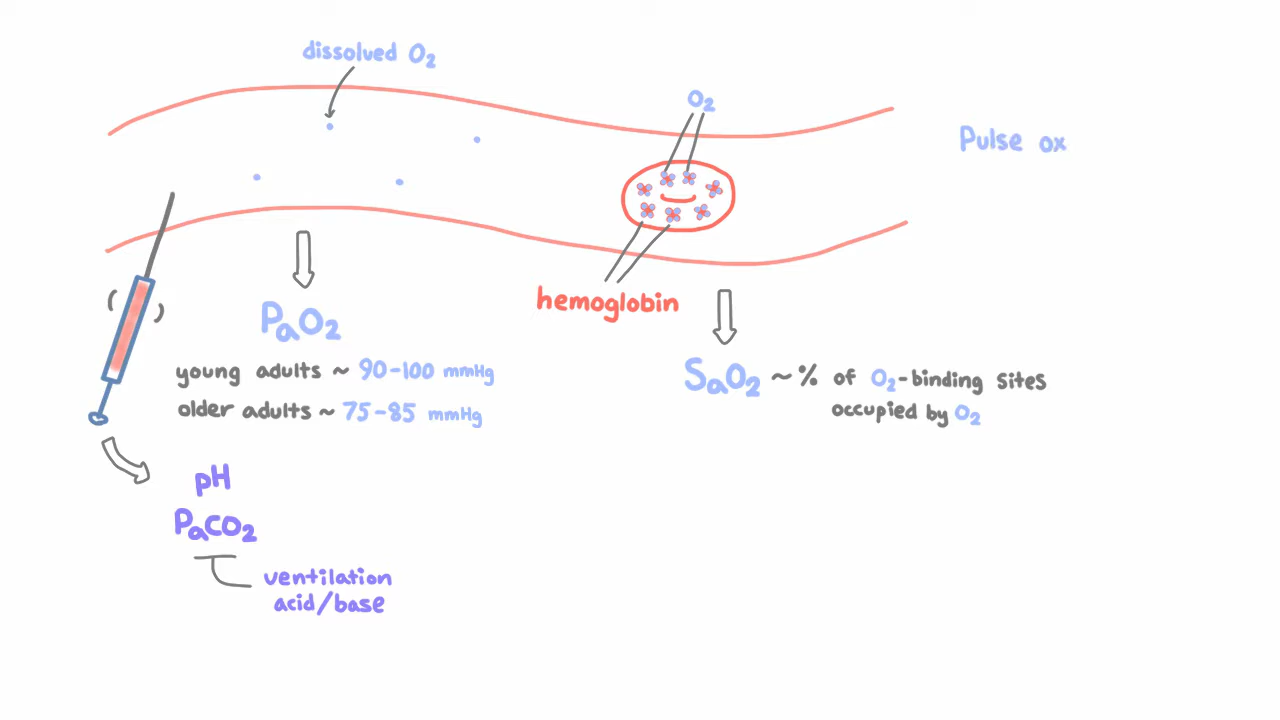 dissolved O₂
O₂
Pulse ox
hemoglobin
PaO₂
young adults ~ 90-100 mmHg
older adults ~ 75-85 mmHg
SaO₂ ~ % of O₂-binding sites
occupied by O₂
pH
PaCO₂
ventilation
acid/base